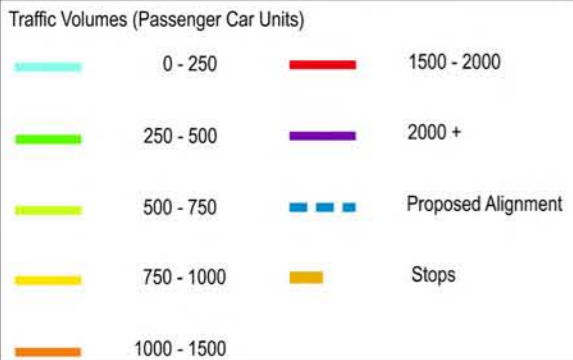 Traffic Volumes (Passenger Car Units)
0 - 250
250 - 500
500 - 750
750 - 1000
1000 - 1500
1500 - 2000
2000 +
Proposed Alignment
Stops